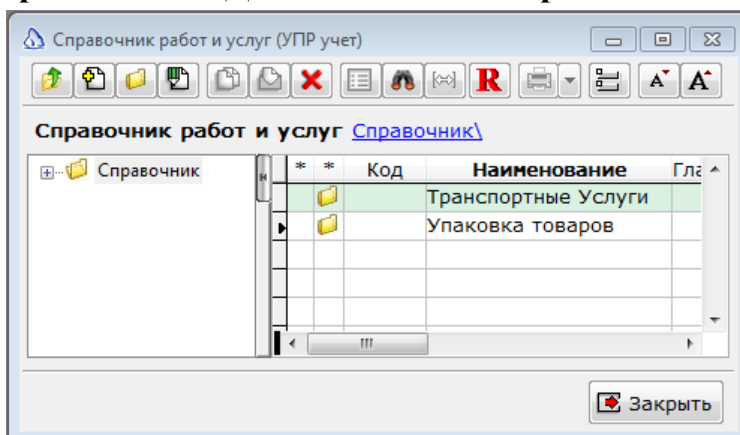 Справочник работ и услуг (УПР учет)
R A A
Справочник работ и услуг Справочник\
Справочник
* * Код Наименование Гла
Транспортные Услуги
Упаковка товаров
Закрыть